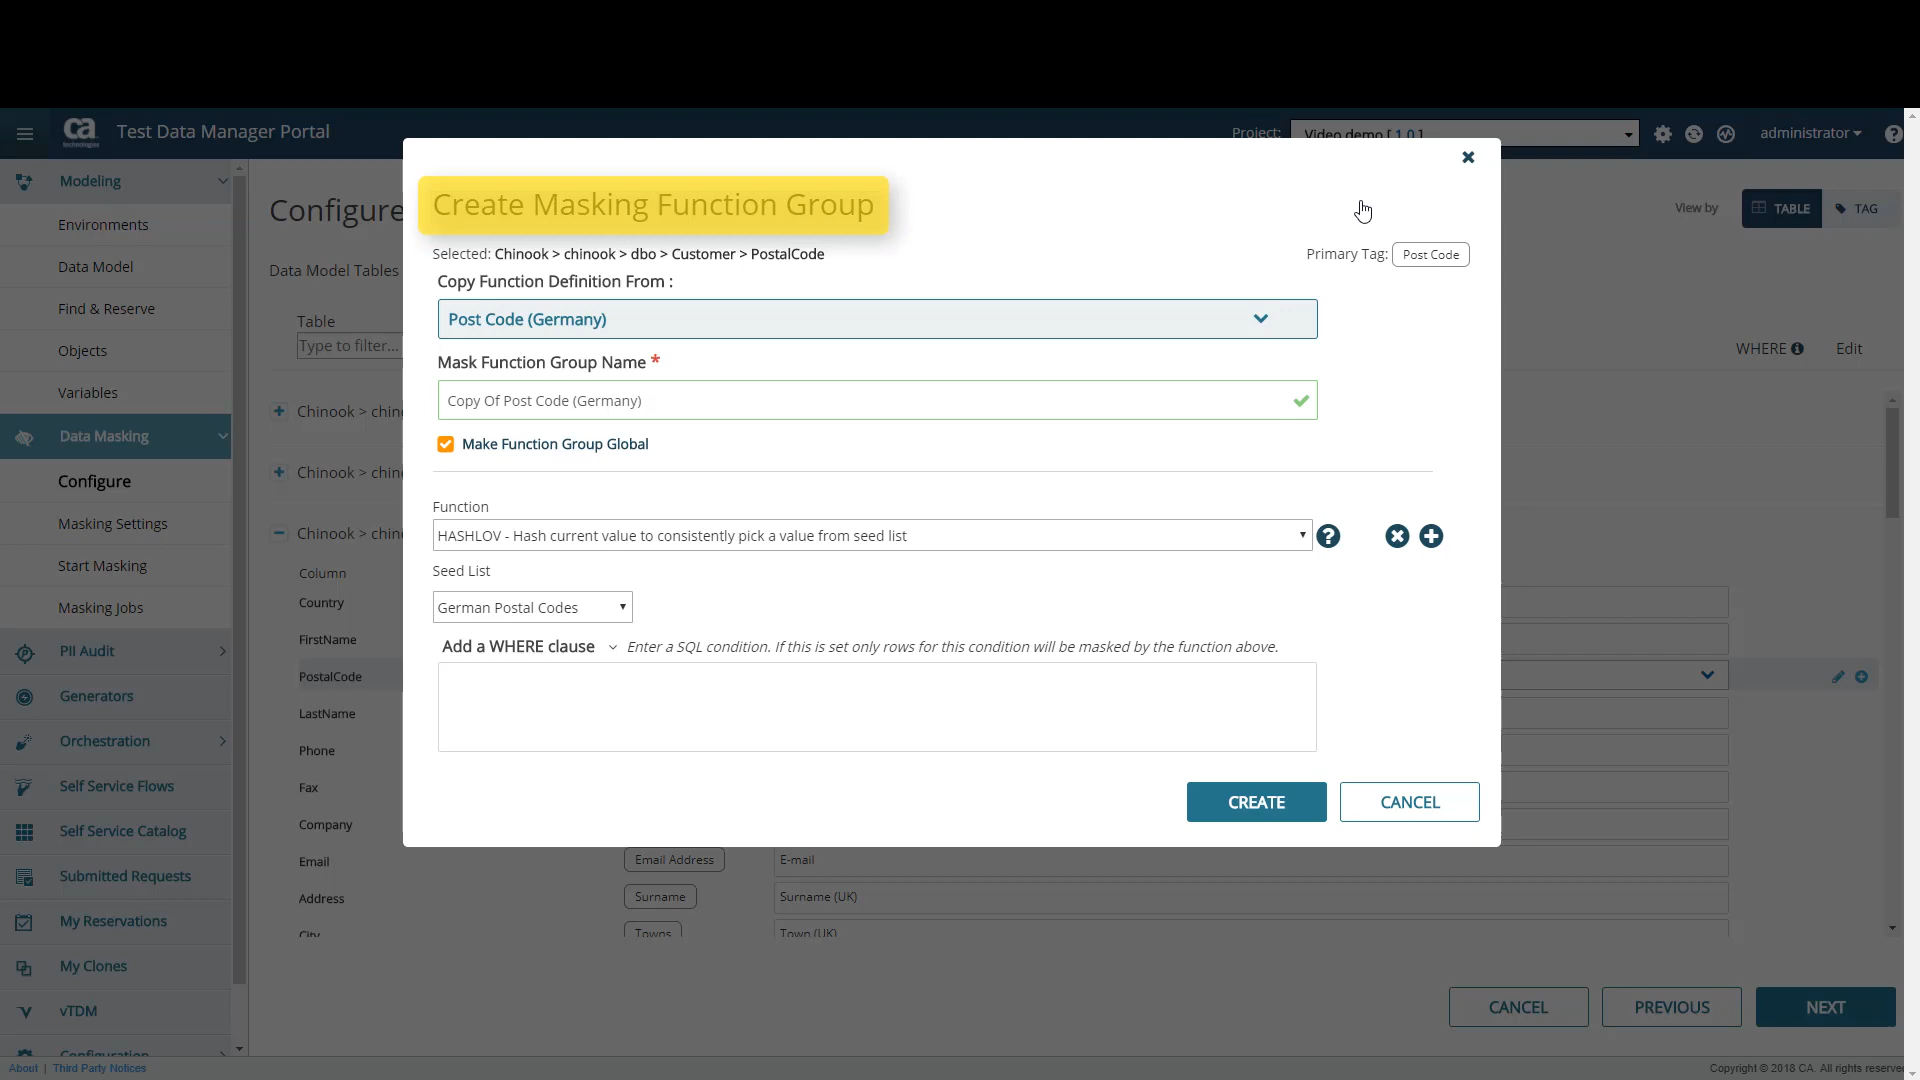 ca
technologies
Test Data Manager Portal
Project:
Video demo [ 1.0 ]
administrator
Modeling
Environments
Data Model
Find & Reserve
Objects
Variables
Data Masking
Configure
Masking Settings
Start Masking
Masking Jobs
PII Audit
Generators
Orchestration
Self Service Flows
Self Service Catalog
Submitted Requests
My Reservations
My Clones
vTDM
Configuration
Configure
View by
TABLE
TAG
Data Model Tables
Table
Type to filter...
WHERE
Edit
Chinook > chin
Chinook > chin
Chinook > chin
Column
Country
FirstName
PostalCode
LastName
Phone
Fax
Company
Email
Email Address
E-mail
Address
Surname
Surname (UK)
City
Towns
Town (UK)
Create Masking Function Group
Selected: Chinook > chinook > dbo > Customer > PostalCode
Primary Tag: Post Code
Copy Function Definition From :
Post Code (Germany)
Mask Function Group Name *
Copy Of Post Code (Germany)
Make Function Group Global
Function
HASHLOV - Hash current value to consistently pick a value from seed list
Seed List
German Postal Codes
Add a WHERE clause
Enter a SQL condition. If this is set only rows for this condition will be masked by the function above.
CREATE
CANCEL
CANCEL
PREVIOUS
NEXT
About | Third Party Notices
Copyright © 2018 CA. All rights reserve